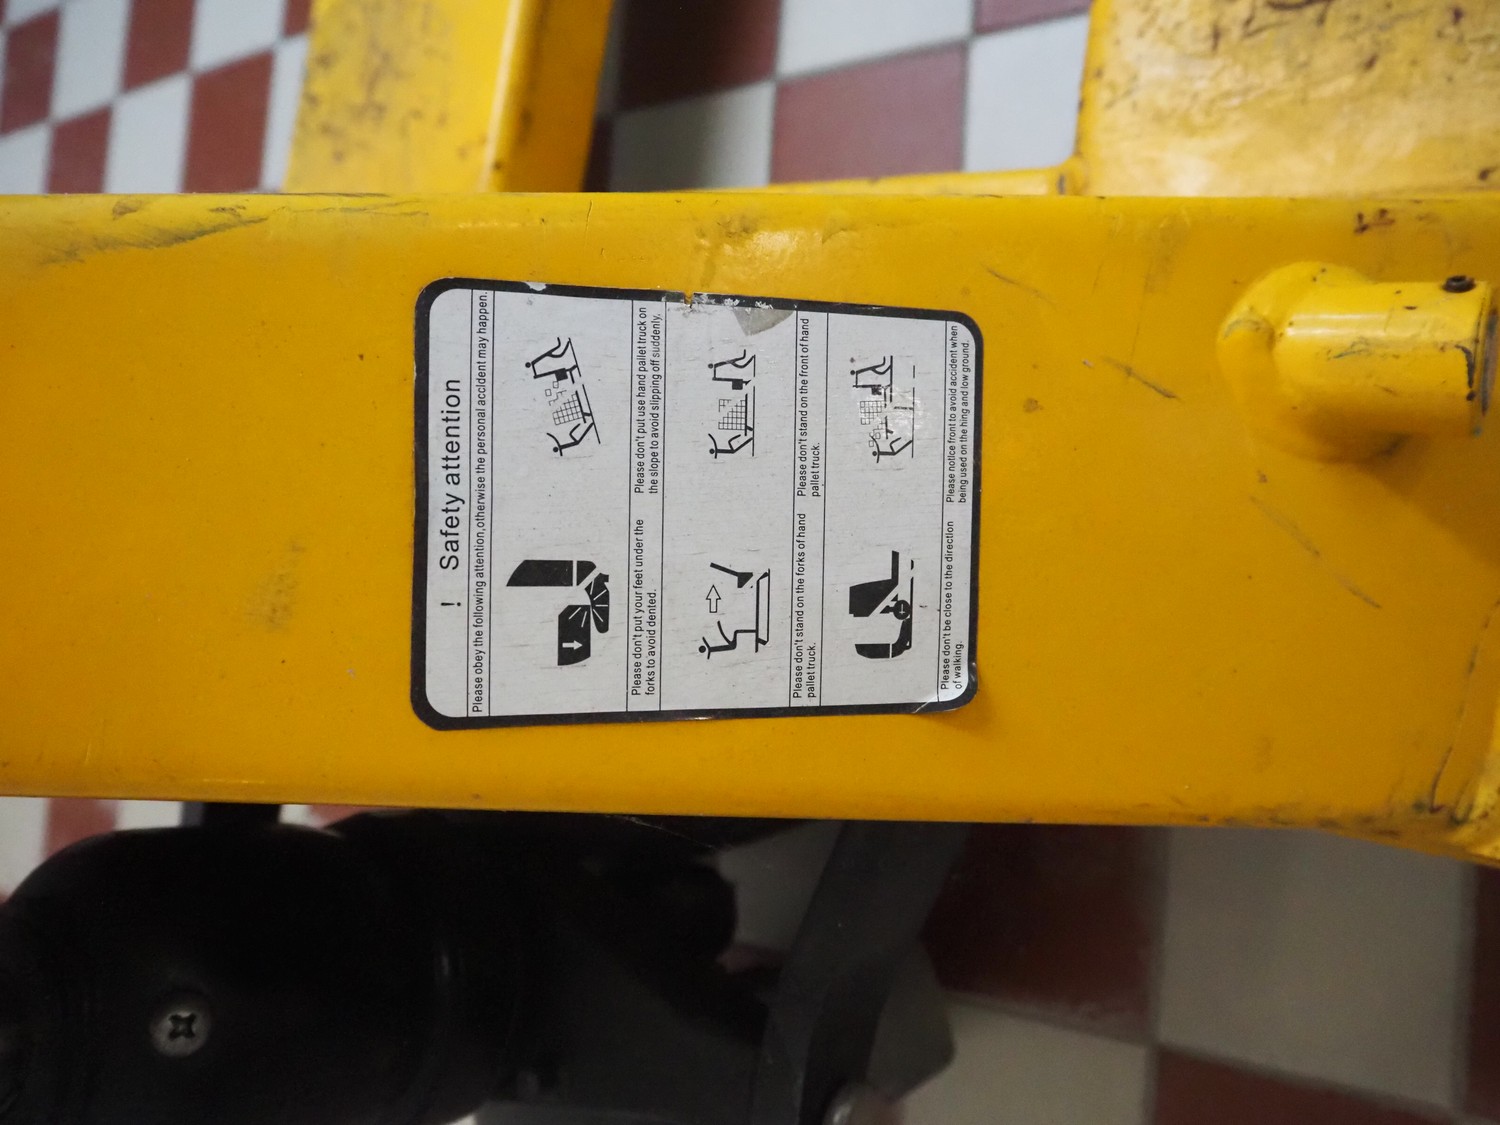 ! Safety attention
Please obey the following attention,otherwise the personal accident may happen.
Please don't put your feet under the
forks to avoid dented.
Please don't put use hand pallet truck on
the slope to avoid slipping off suddenly.
Please don't stand on the forks of hand
pallet truck.
Please don't stand on the front of hand
pallet truck.
Please don't be close to the direction
of walking.
Please notice front to avoid accident when
being used on the hing and low ground.